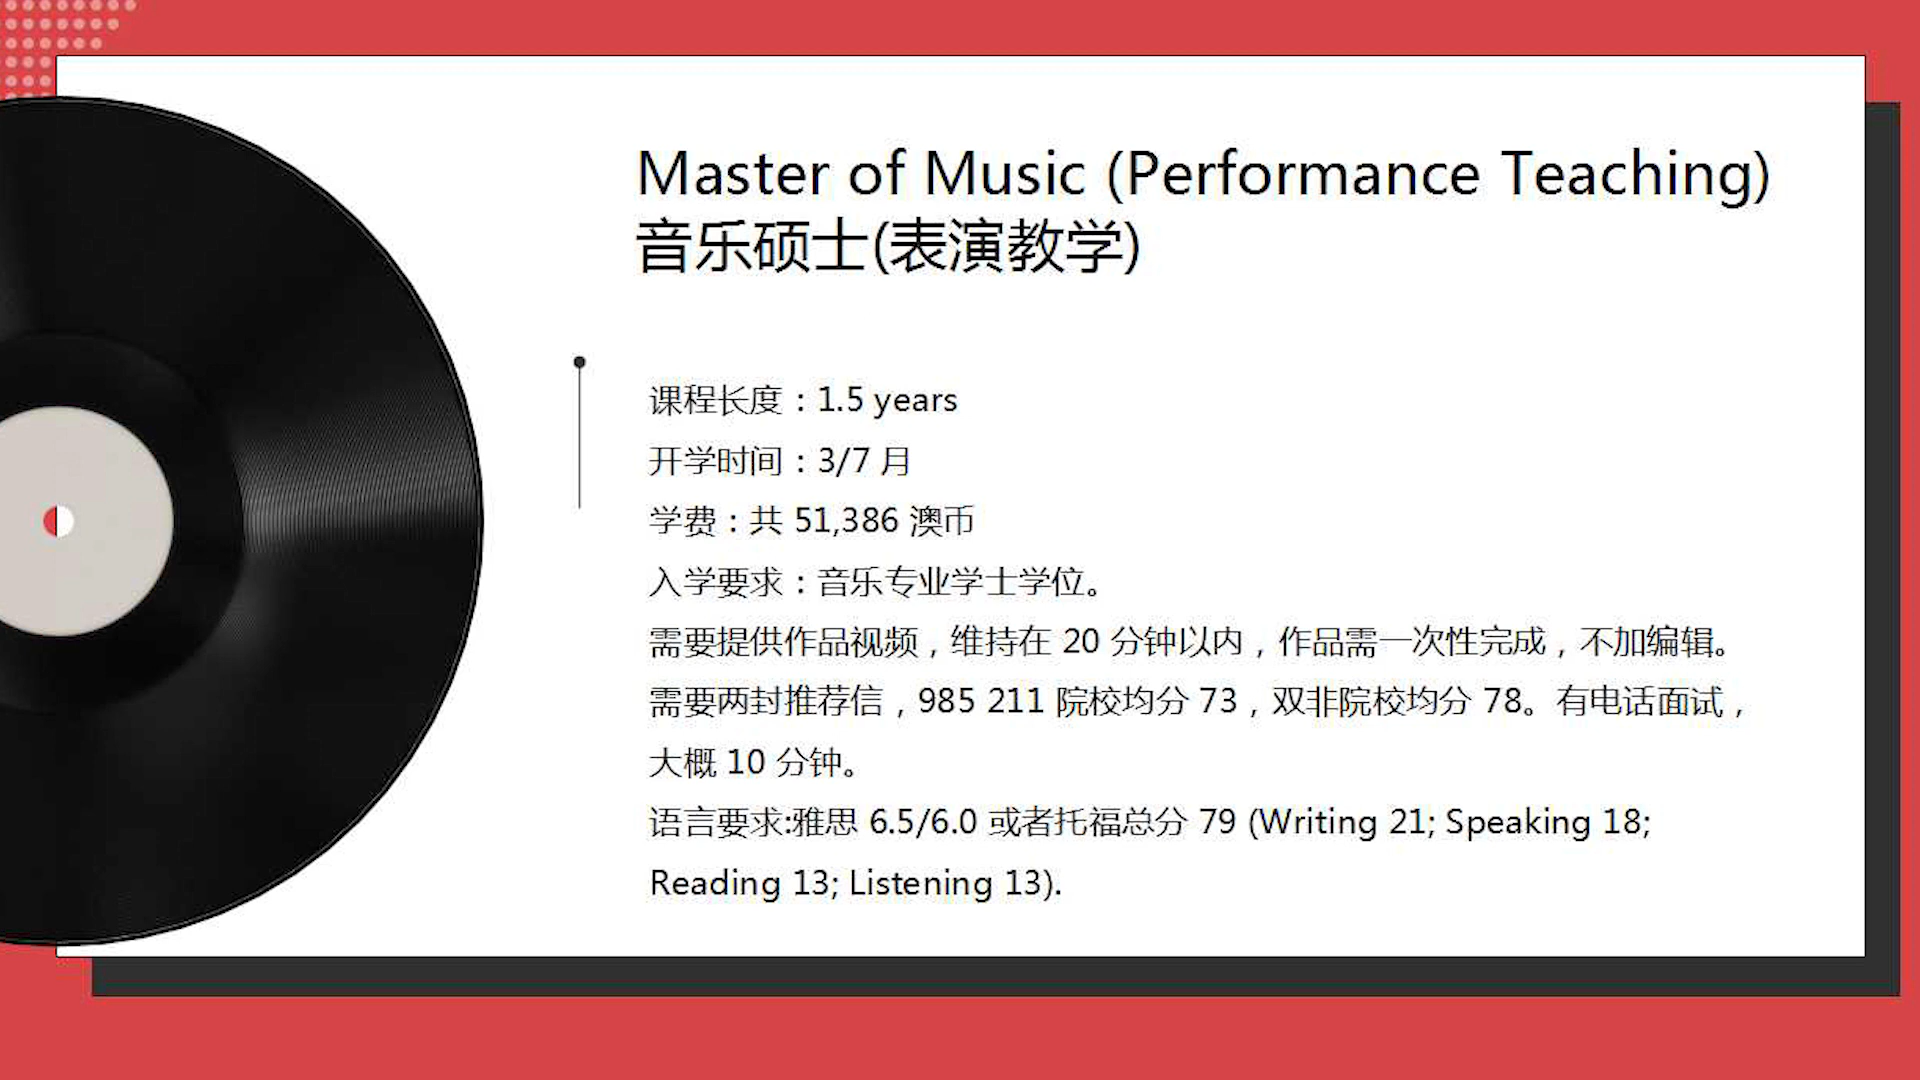 Master of Music (Performance Teaching)
音乐硕士(表演教学)
课程长度：1.5 years
开学时间：3/7 月
学费：共 51,386 澳币
入学要求：音乐专业学士学位。
需要提供作品视频，维持在 20 分钟以内，作品需一次性完成，不加编辑。
需要两封推荐信，985 211 院校均分 73，双非院校均分 78。有电话面试，
大概 10 分钟。
语言要求:雅思 6.5/6.0 或者托福总分 79 (Writing 21; Speaking 18;
Reading 13; Listening 13).